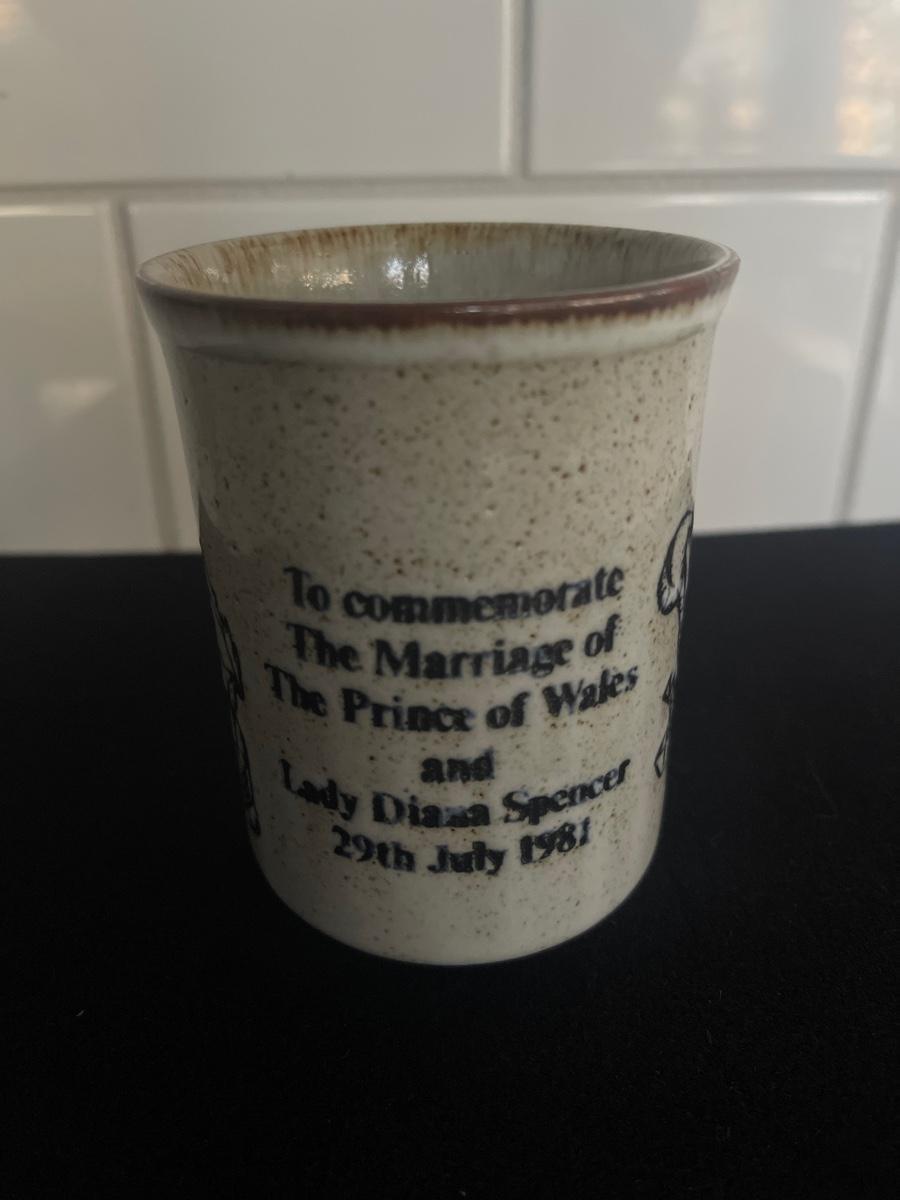 To commemorate
The Marriage of
The Prince of Wales
and
Lady Diana Spencer
29th July 1981